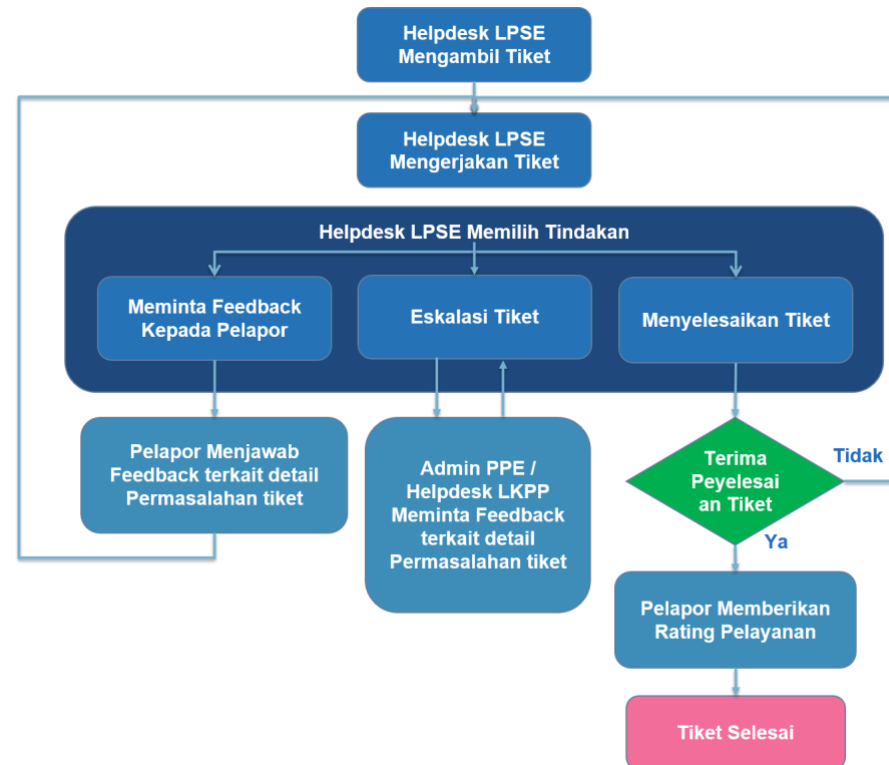 Helpdesk LPSE
Mengambil Tiket
Helpdesk LPSE
Mengerjakan Tiket
Helpdesk LPSE Memilih Tindakan
Meminta Feedback
Kepada Pelapor
Eskalasi Tiket
Menyelesaikan Tiket
Pelapor Menjawab
Feedback terkait detail
Permasalahan tiket
Admin PPE /
Helpdesk LKPP
Meminta Feedback
terkait detail
Permasalahan tiket
Terima
Peyelesai
an Tiket
Tidak
Ya
Pelapor Memberikan
Rating Pelayanan
Tiket Selesai